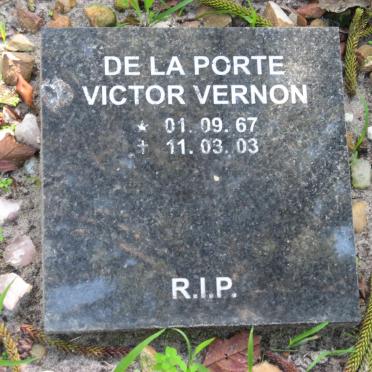 DE LA PORTE
VICTOR VERNON
★ 01. 09. 67
✝ 11. 03. 03
R.I.P.